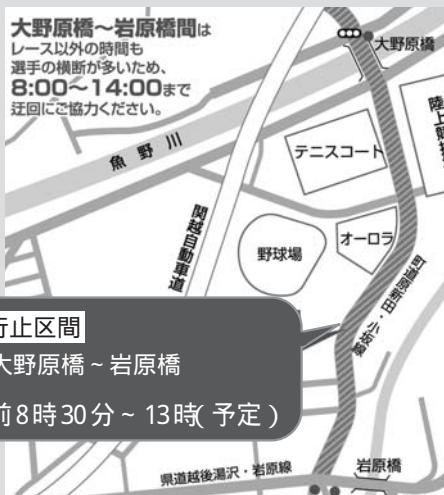 大野原橋～岩原橋間は
レース以外の時間も
選手の横断が多いため、
8:00～14:00まで
迂回にご協力ください。
大野原橋
魚野川
テニスコート
陸上競技
関越自動車道
野球場
オーロラ
町道原新田・小坂線
行止区間
大野原橋～岩原橋
前8時30分～13時(予定)
県道越後湯沢・岩原線
岩原橋